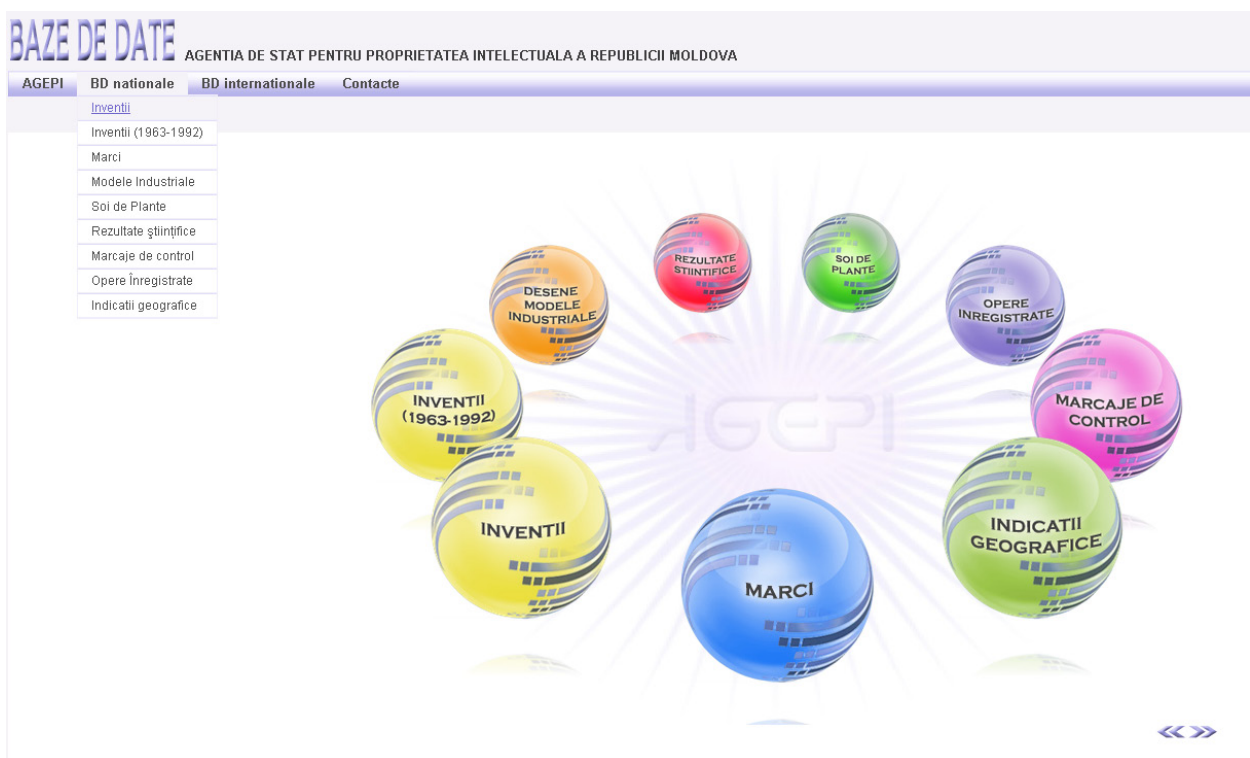 BAZE DE DATE AGENTIA DE STAT PENTRU PROPRIETATEA INTELECTUALA A REPUBLICII MOLDOVA
AGEPI BD nationale BD internationale Contacte
Inventii
Inventii (1963-1992)
Marci
Modele Industriale
Soi de Plante
Rezultate ştiinţifice
Marcaje de control
Opere Înregistrate
Indicatii geografice
REZULTATE
STIINTIFICE
SOI DE
PLANTE
DESENE
MODELE
INDUSTRIALE
OPERE
INREGISTRATE
INVENTII
(1963-1992)
MARCAJE DE
CONTROL
AGEPI
INVENTII
INDICATII
GEOGRAFICE
MARCI